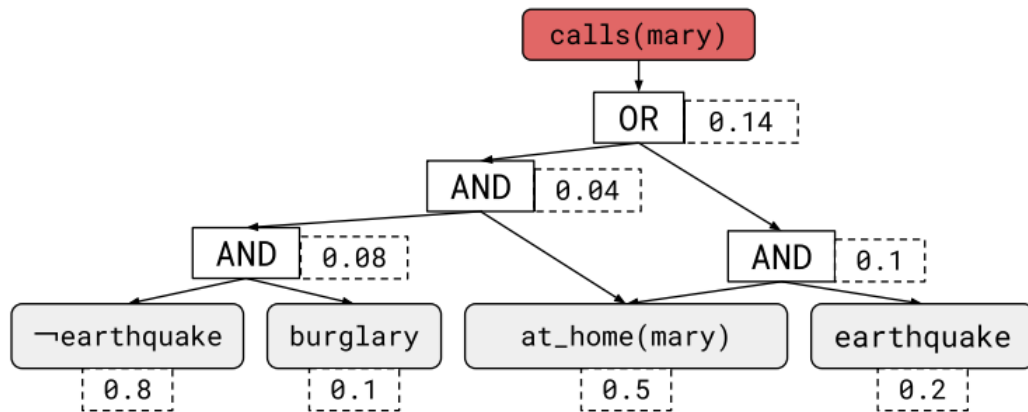 calls(mary)
OR
0.14
AND
0.04
AND
0.08
AND
0.1
¬earthquake
burglary
at_home(mary)
earthquake
0.8
0.1
0.5
0.2